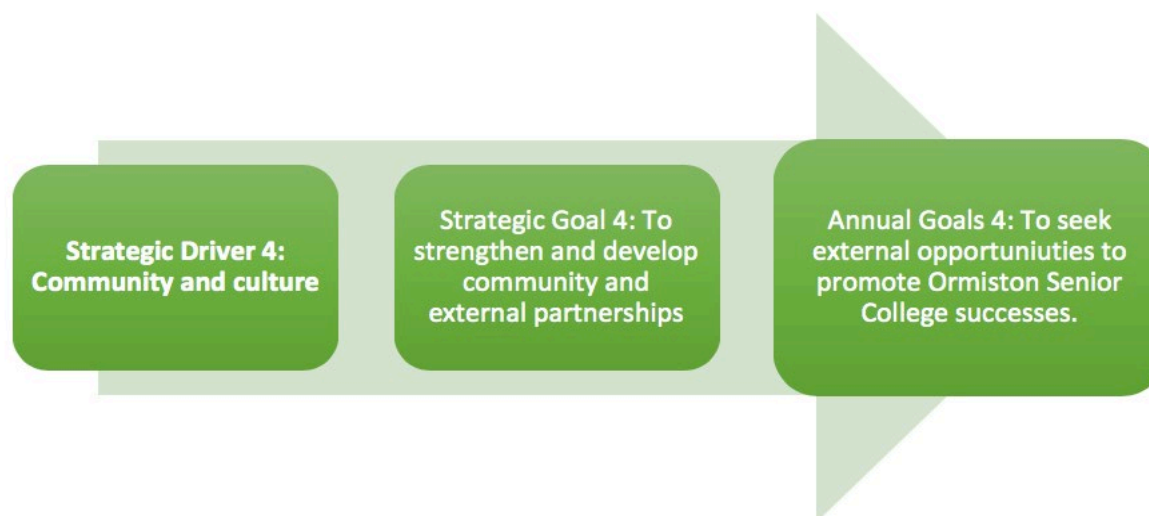 Strategic Driver 4:
Community and culture
Strategic Goal 4: To
strengthen and develop
community and
external partnerships
Annual Goals 4: To seek
external opportuniuties to
promote Ormiston Senior
College successes.